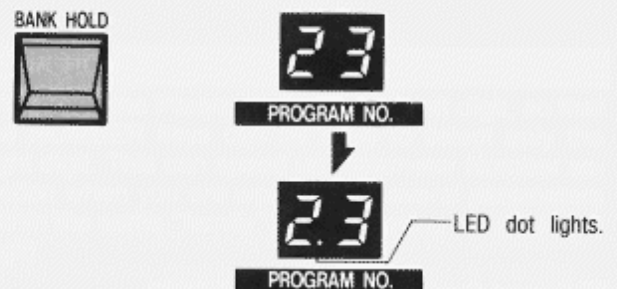 BANK HOLD
23
PROGRAM NO.
2.3
LED dot lights.
PROGRAM NO.